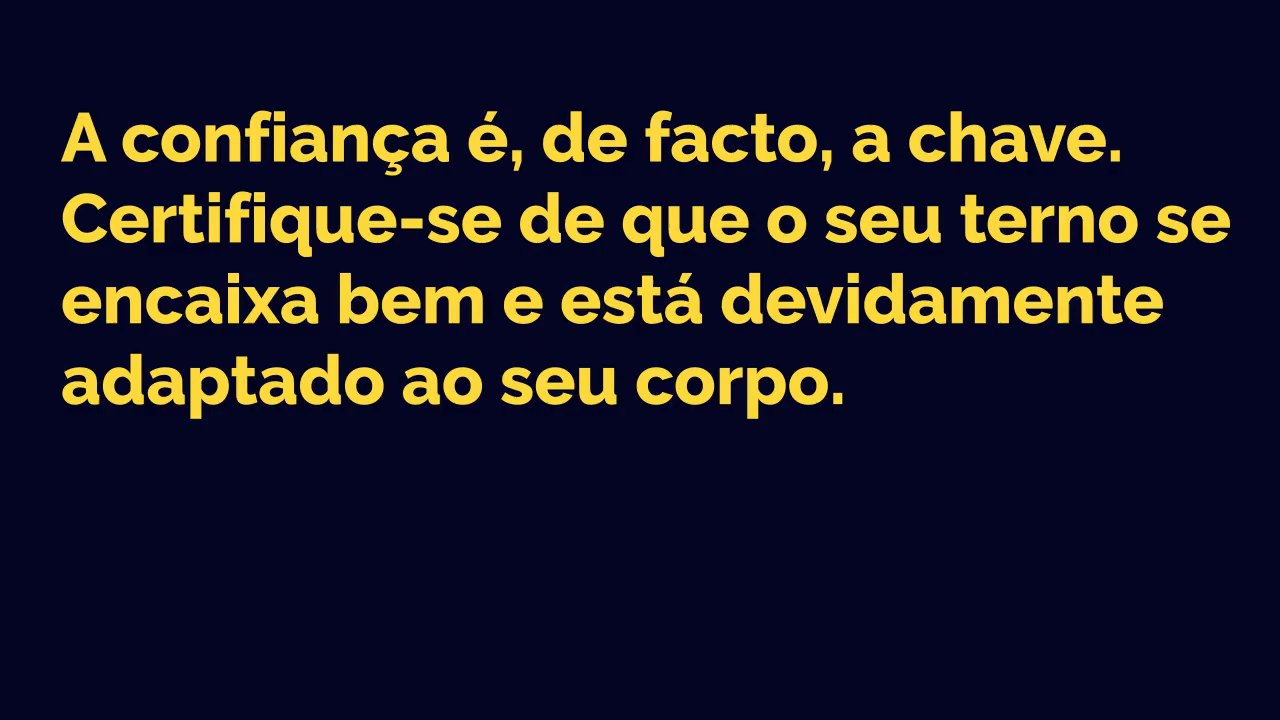 A confiança é, de facto, a chave.
Certifique-se de que o seu terno se
encaixa bem e está devidamente
adaptado ao seu corpo.